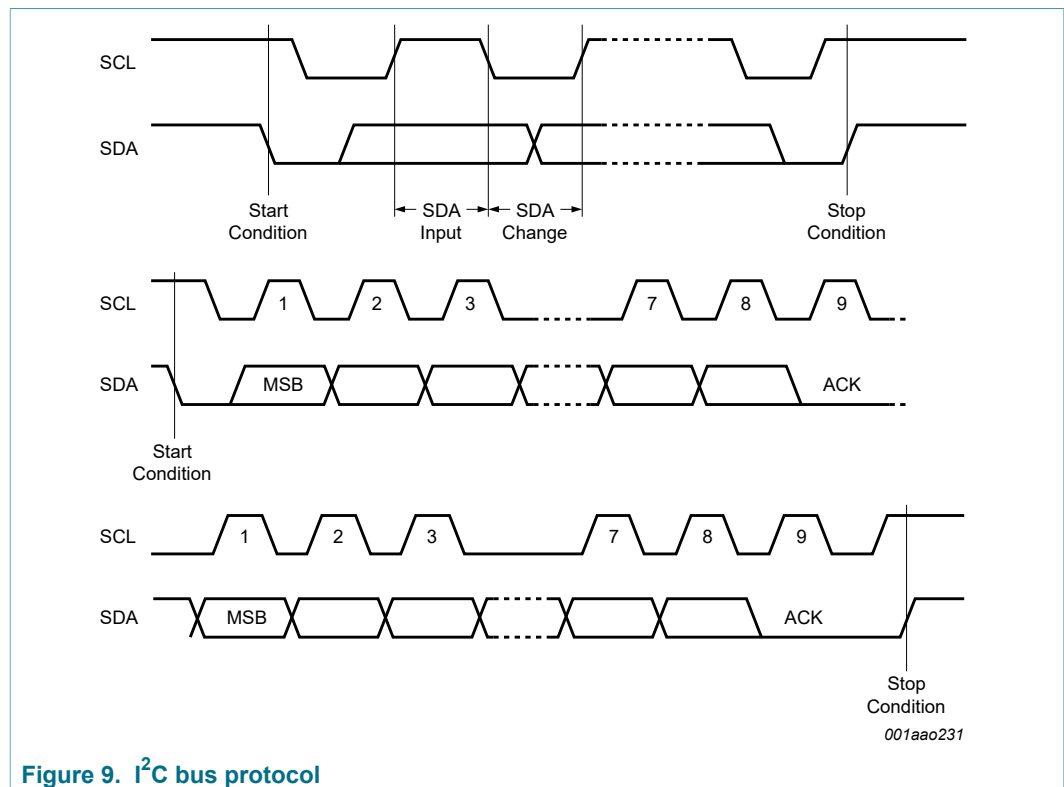 SCL
SDA
Start
Condition
SDA
Input
SDA
Change
Stop
Condition
SCL
1 2 3 7 8 9
SDA
MSB ACK
Start
Condition
SCL
1 2 3 7 8 9
SDA
MSB ACK
Stop
Condition
001aao231
Figure 9. I²C bus protocol